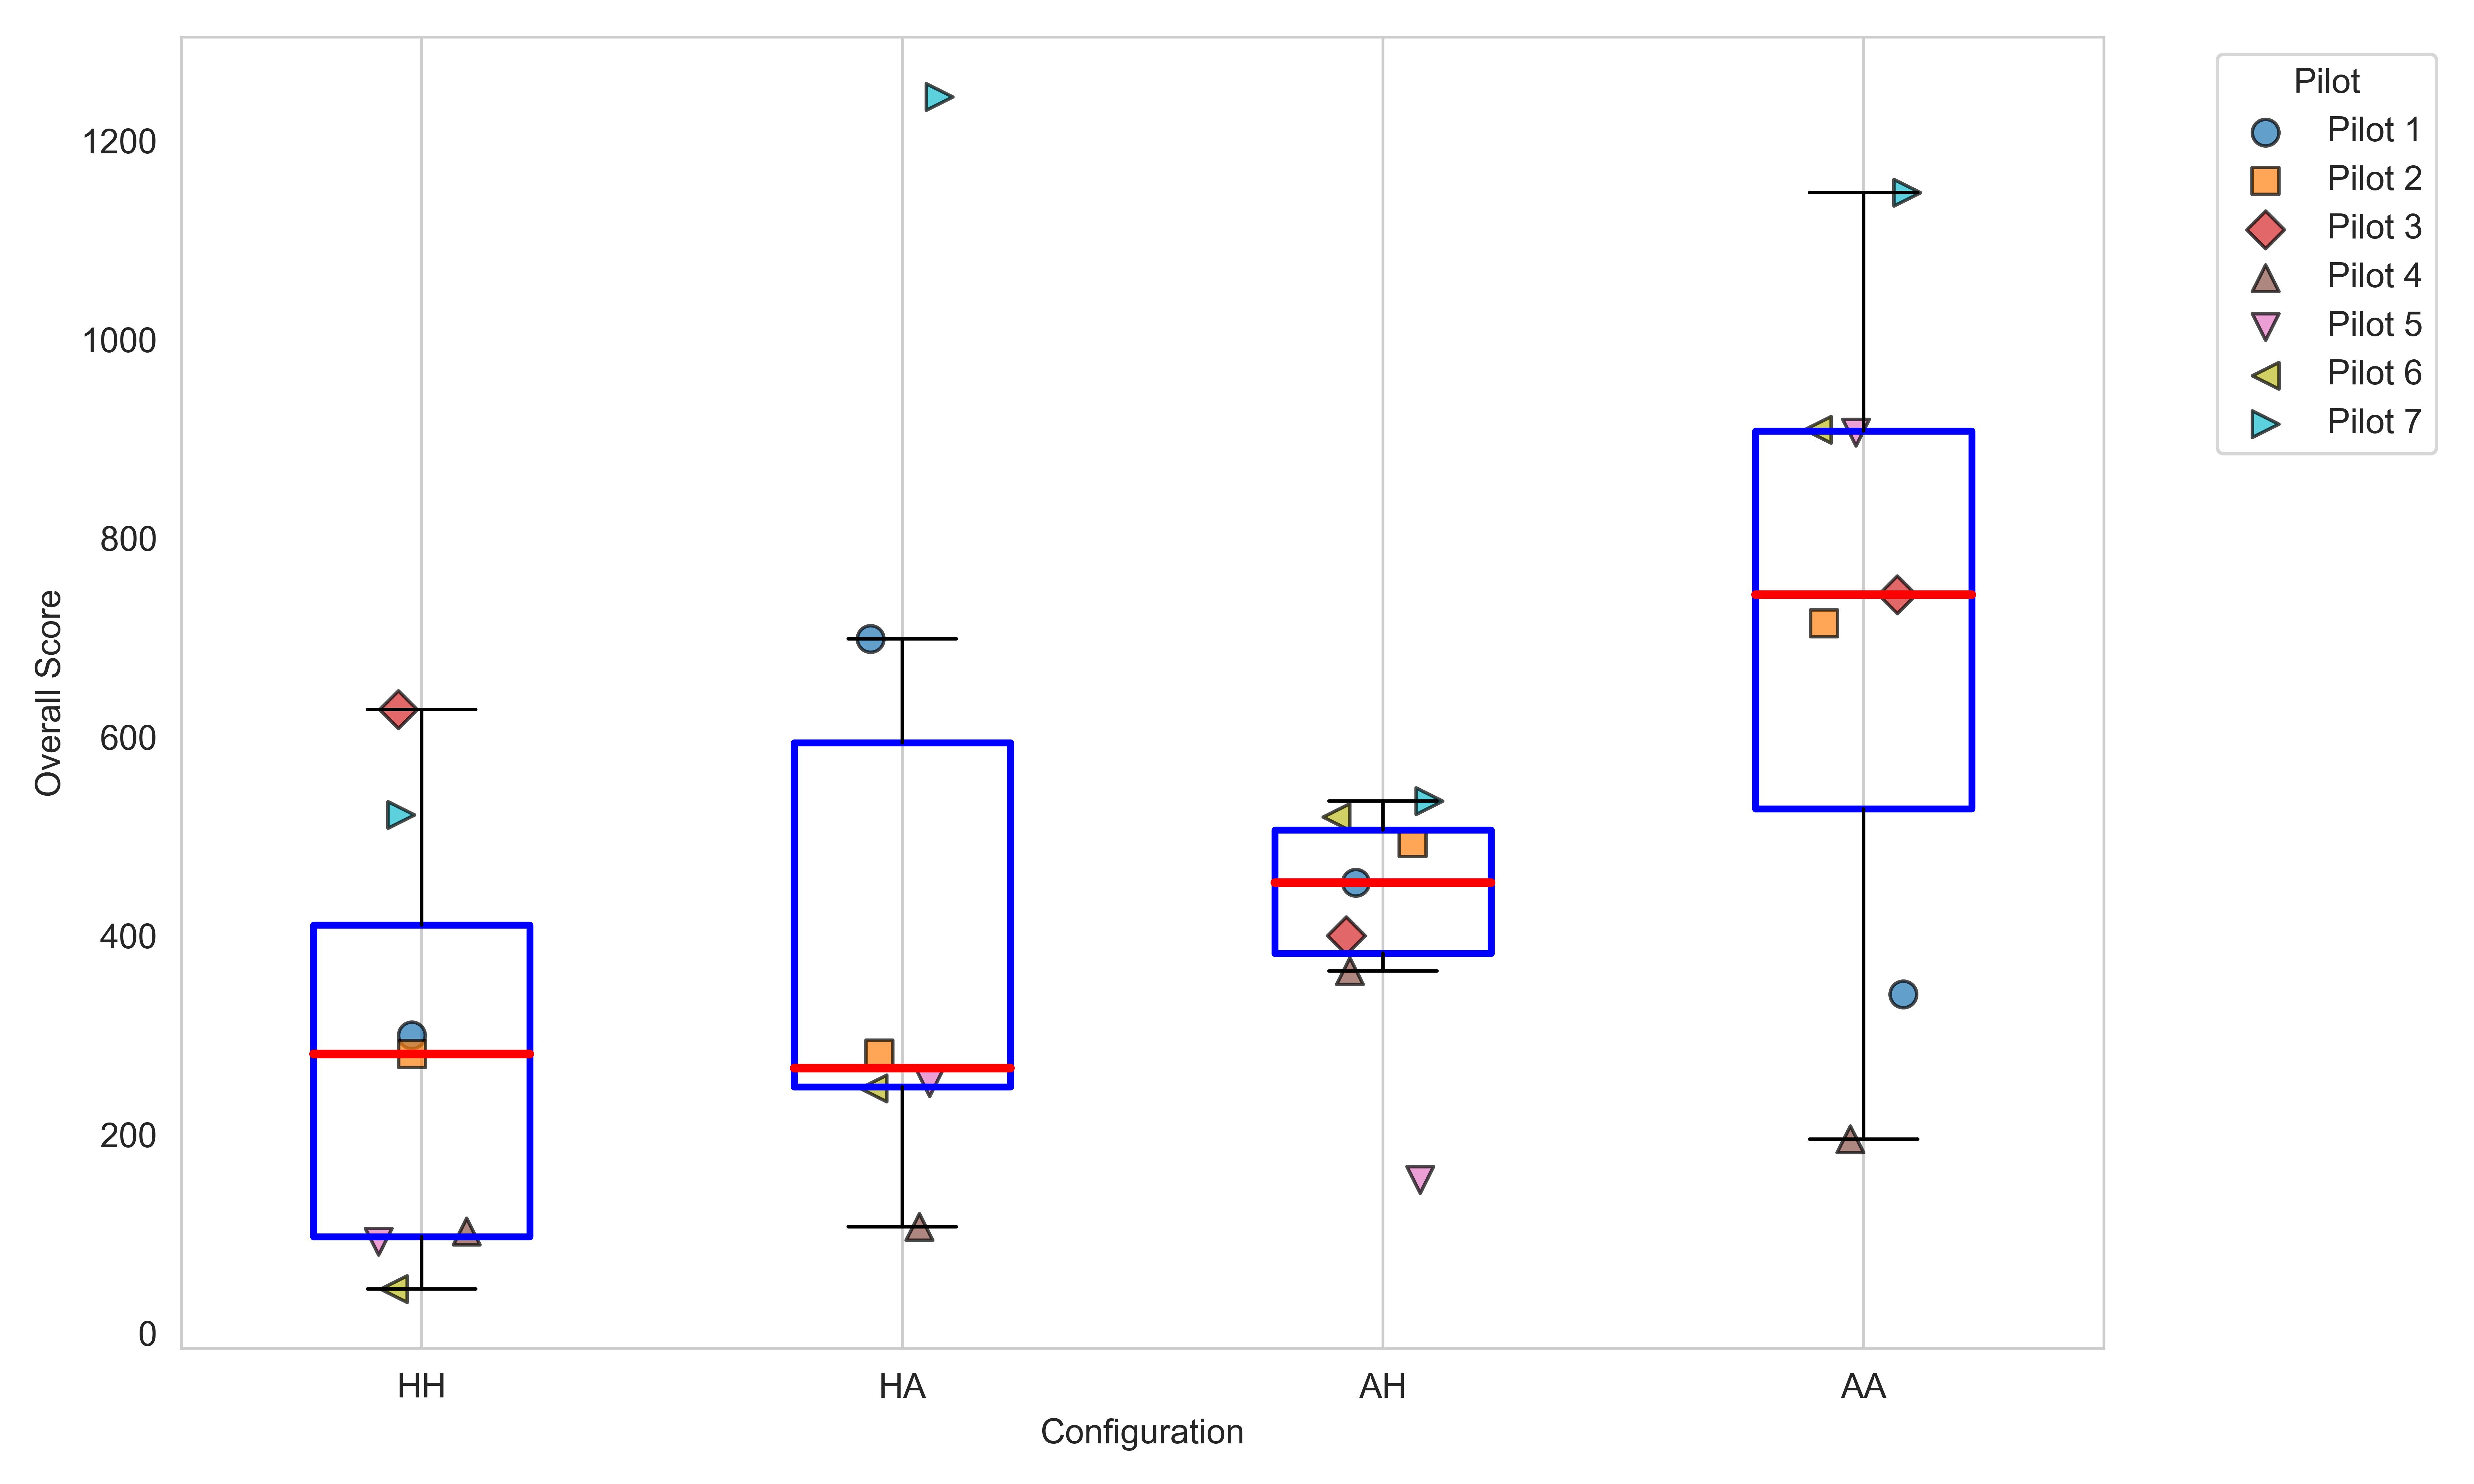 1200
1000
800
600
400
200
0
Overall Score
HH
HA
AH
AA
Configuration
Pilot
Pilot 1
Pilot 2
Pilot 3
Pilot 4
Pilot 5
Pilot 6
Pilot 7